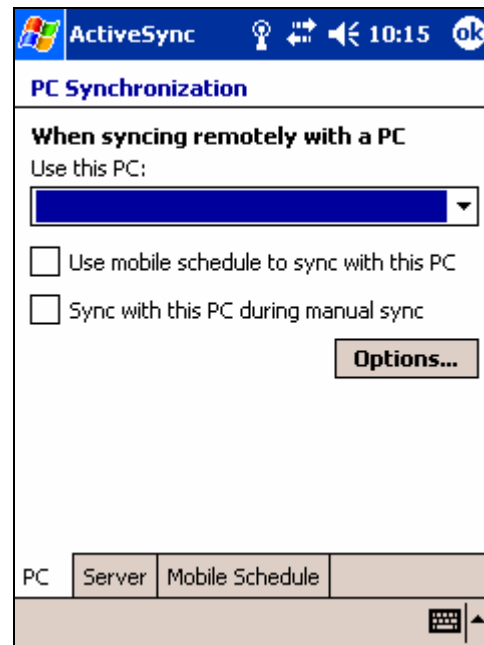 ActiveSync 10:15 ok
PC Synchronization
When syncing remotely with a PC
Use this PC:
Use mobile schedule to sync with this PC
Sync with this PC during manual sync
Options...
PC Server Mobile Schedule